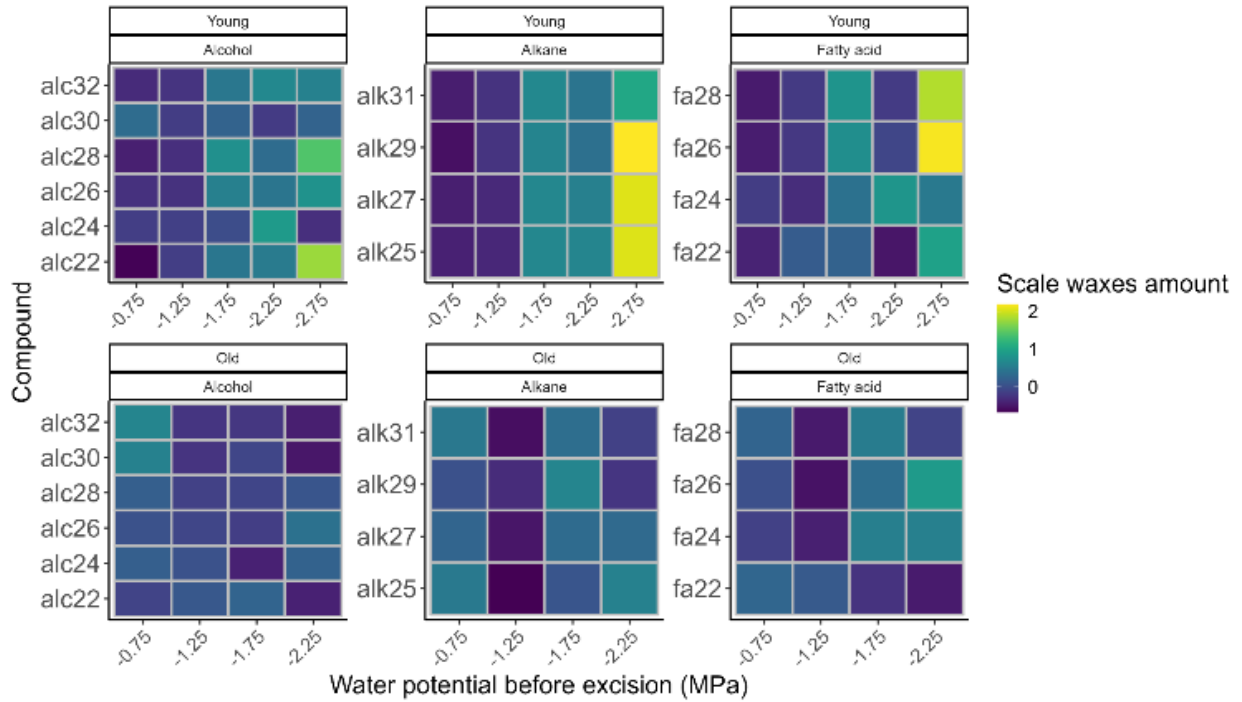 Young Young Young
Alcohol Alkane Fatty acid
alc32
alc30
alc28
alc26
alc24
alc22
alk31
alk29
alk27
alk25
fa28
fa26
fa24
fa22
-0.75 -1.25 -1.75 -2.25 -2.75
-0.75 -1.25 -1.75 -2.25 -2.75
-0.75 -1.25 -1.75 -2.25 -2.75
Compound
Old Old Old
Alcohol Alkane Fatty acid
alc32
alc30
alc28
alc26
alc24
alc22
alk31
alk29
alk27
alk25
fa28
fa26
fa24
fa22
-0.75 -1.25 -1.75 -2.25
-0.75 -1.25 -1.75 -2.25
-0.75 -1.25 -1.75 -2.25
Water potential before excision (MPa)
Scale waxes amount
2
1
0